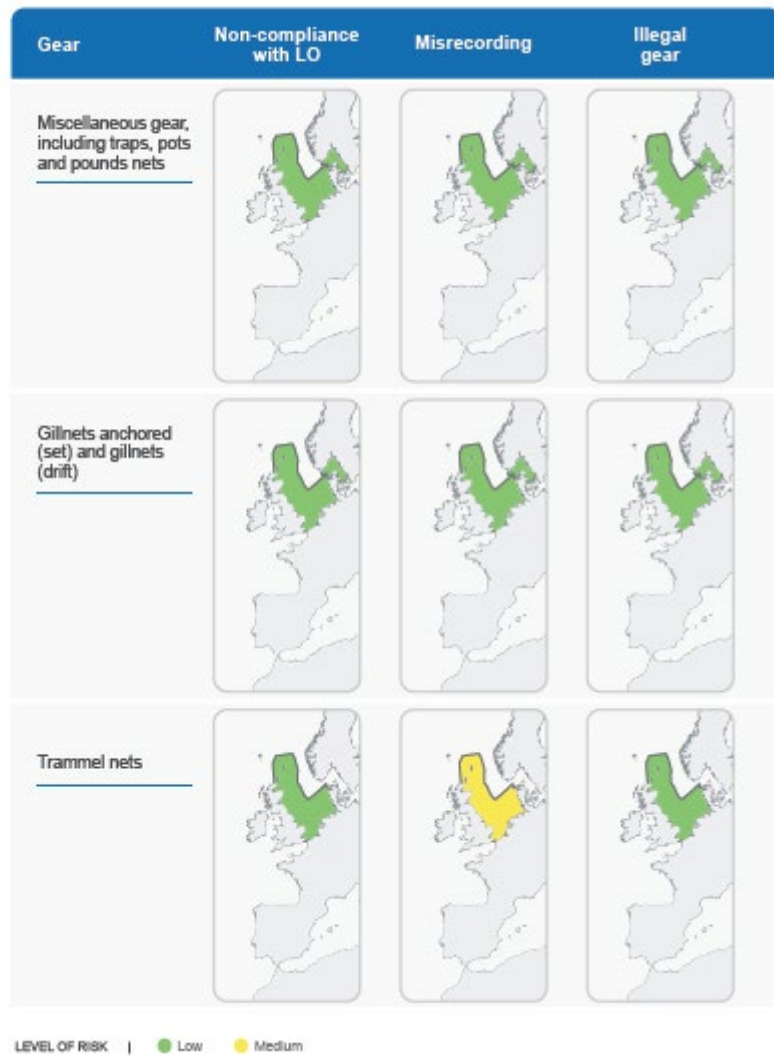 Gear
Non-compliance
with LO
Misrecording
Illegal
gear
Miscellaneous gear,
including traps, pots
and pounds nets
Gillnets anchored
(set) and gillnets
(drift)
Trammel nets
LEVEL OF RISK | Low Medium